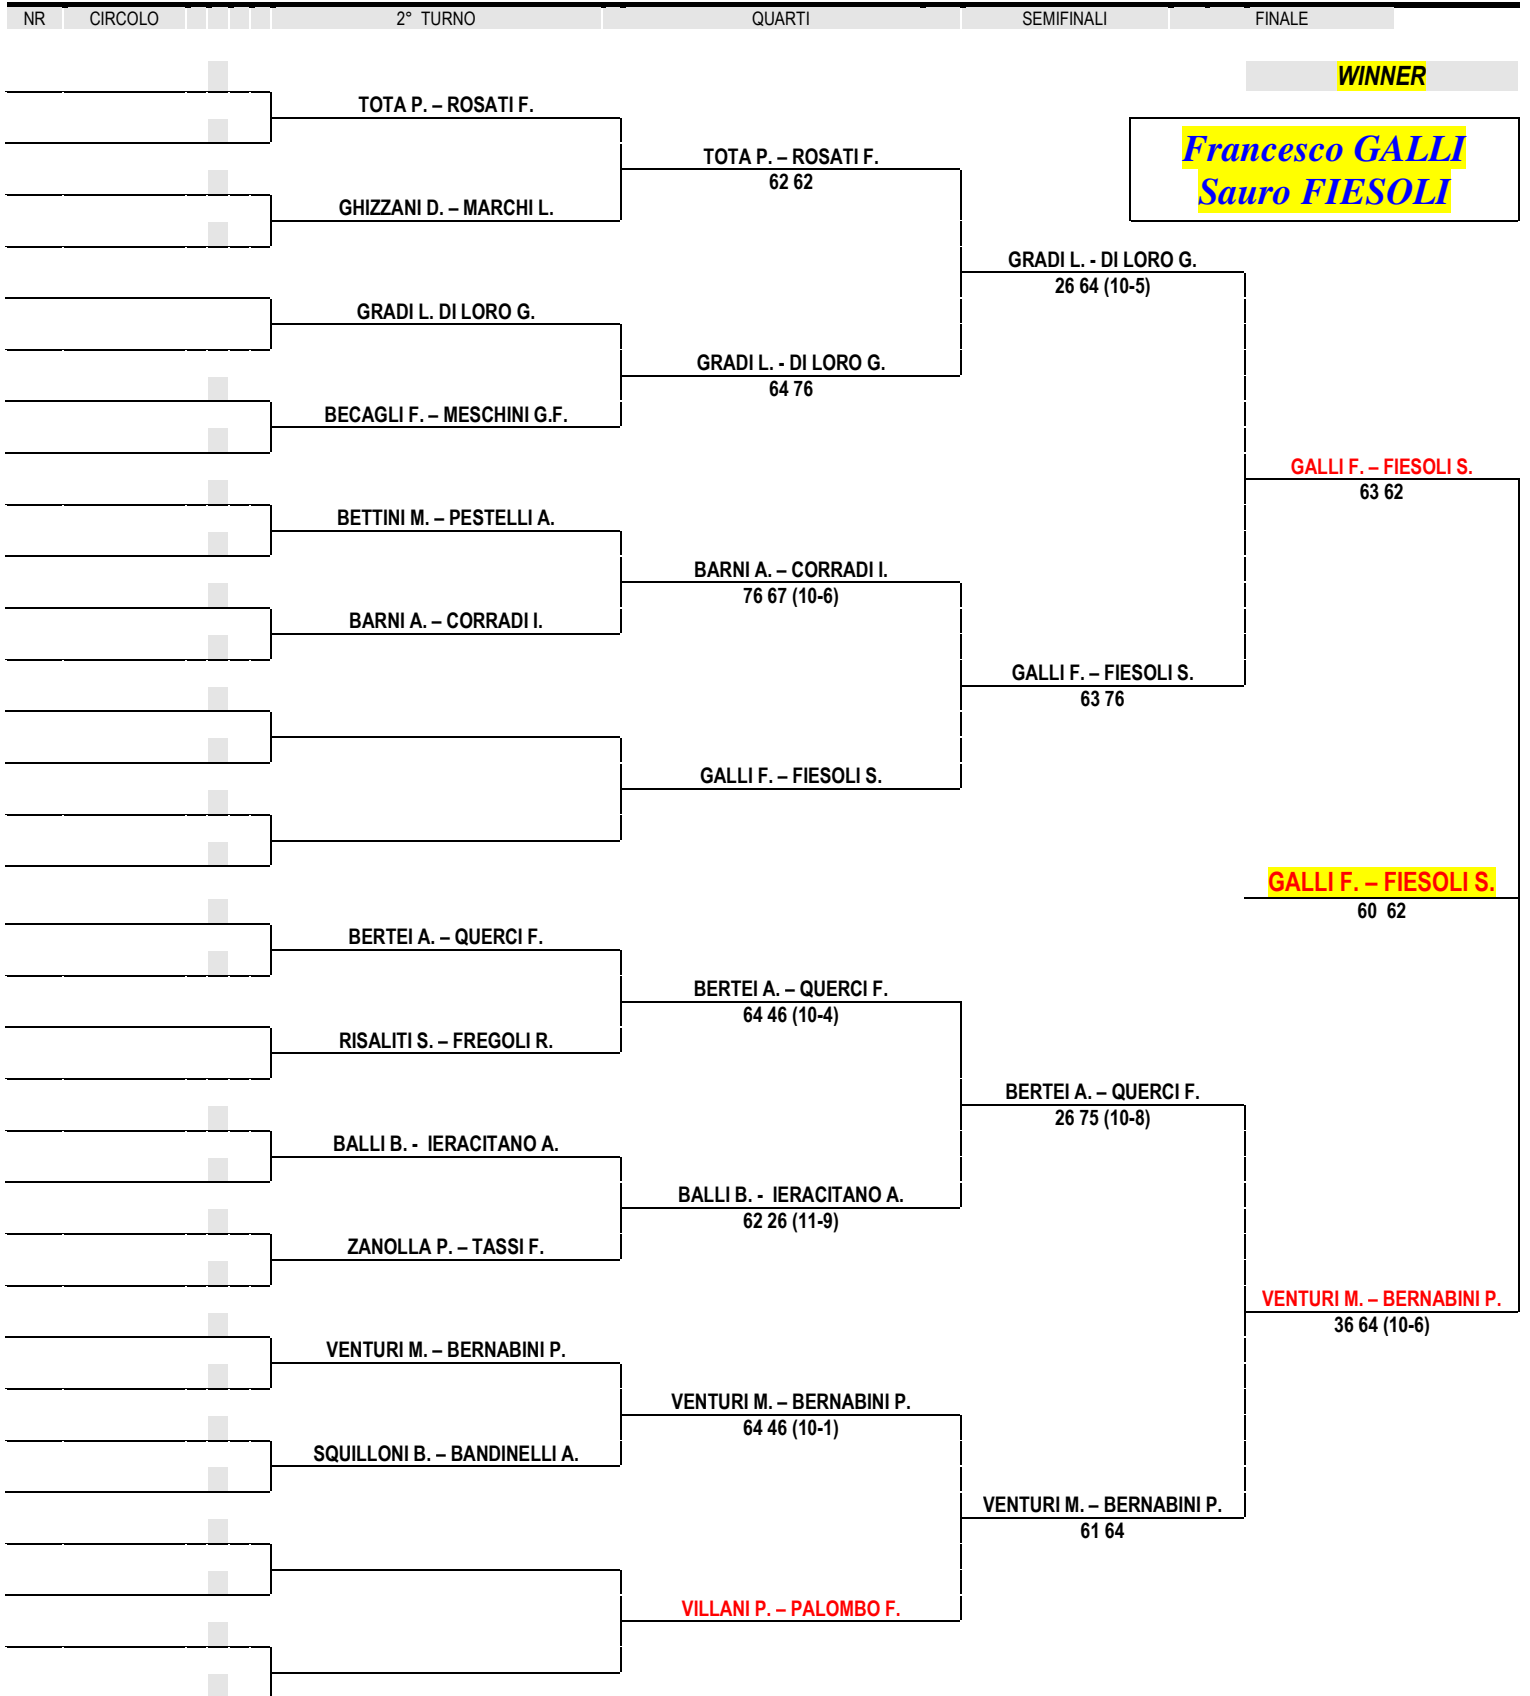 NR CIRCOLO 2° TURNO QUARTI SEMIFINALI FINALE
WINNER
TOTA P. – ROSATI F.
Francesco GALLI
TOTA P. – ROSATI F.
62 62
Sauro FIESOLI
GHIZZANI D. – MARCHI L.
GRADI L. - DI LORO G.
26 64 (10-5)
GRADI L. DI LORO G.
GRADI L. - DI LORO G.
64 76
BECAGLI F. – MESCHINI G.F.
GALLI F. – FIESOLI S.
63 62
BETTINI M. – PESTELLI A.
BARNI A. – CORRADI I.
76 67 (10-6)
BARNI A. – CORRADI I.
GALLI F. – FIESOLI S.
63 76
GALLI F. – FIESOLI S.
GALLI F. – FIESOLI S.
60 62
BERTEI A. – QUERCI F.
BERTEI A. – QUERCI F.
64 46 (10-4)
RISALITI S. – FREGOLI R.
BERTEI A. – QUERCI F.
26 75 (10-8)
BALLI B. - IERACITANO A.
BALLI B. - IERACITANO A.
62 26 (11-9)
ZANOLLA P. – TASSI F.
VENTURI M. – BERNABINI P.
36 64 (10-6)
VENTURI M. – BERNABINI P.
VENTURI M. – BERNABINI P.
64 46 (10-1)
SQUILLONI B. – BANDINELLI A.
VENTURI M. – BERNABINI P.
61 64
VILLANI P. – PALOMBO F.